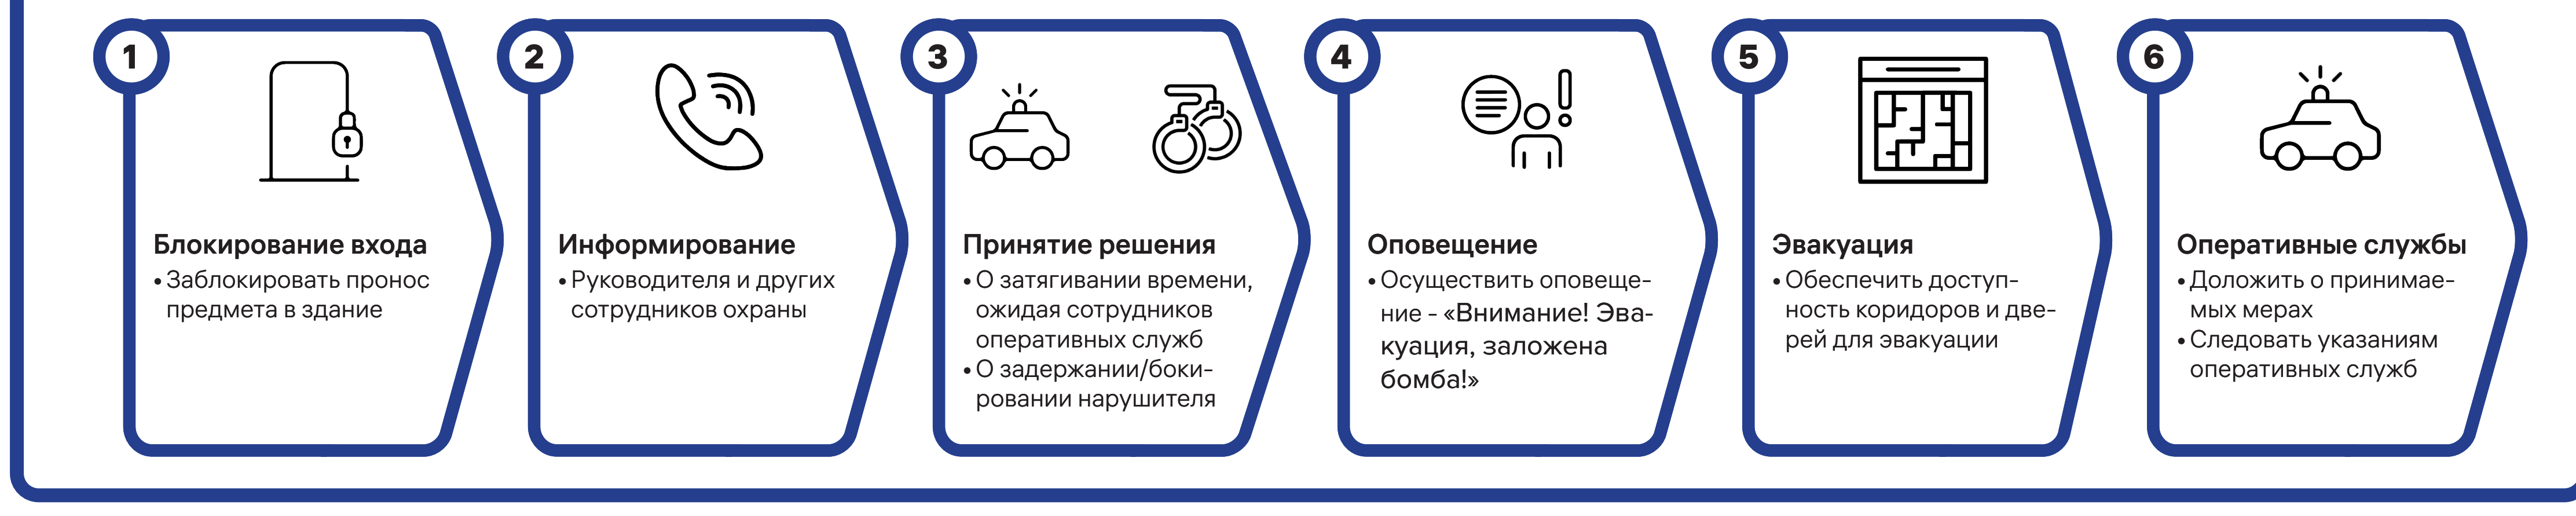 1
Блокирование входа
• Заблокировать пронос
предмета в здание
2
Информирование
• Руководителя и других
сотрудников охраны
3
Принятие решения
• О затягивании времени,
ожидая сотрудников
оперативных служб
• О задержании/боки-
ровании нарушителя
4
Оповещение
• Осуществить оповеще-
ние - «Внимание! Эва-
куация, заложена
бомба!»
5
Эвакуация
• Обеспечить доступ-
ность коридоров и две-
рей для эвакуации
6
Оперативные службы
• Доложить о принимае-
мых мерах
• Следовать указаниям
оперативных служб